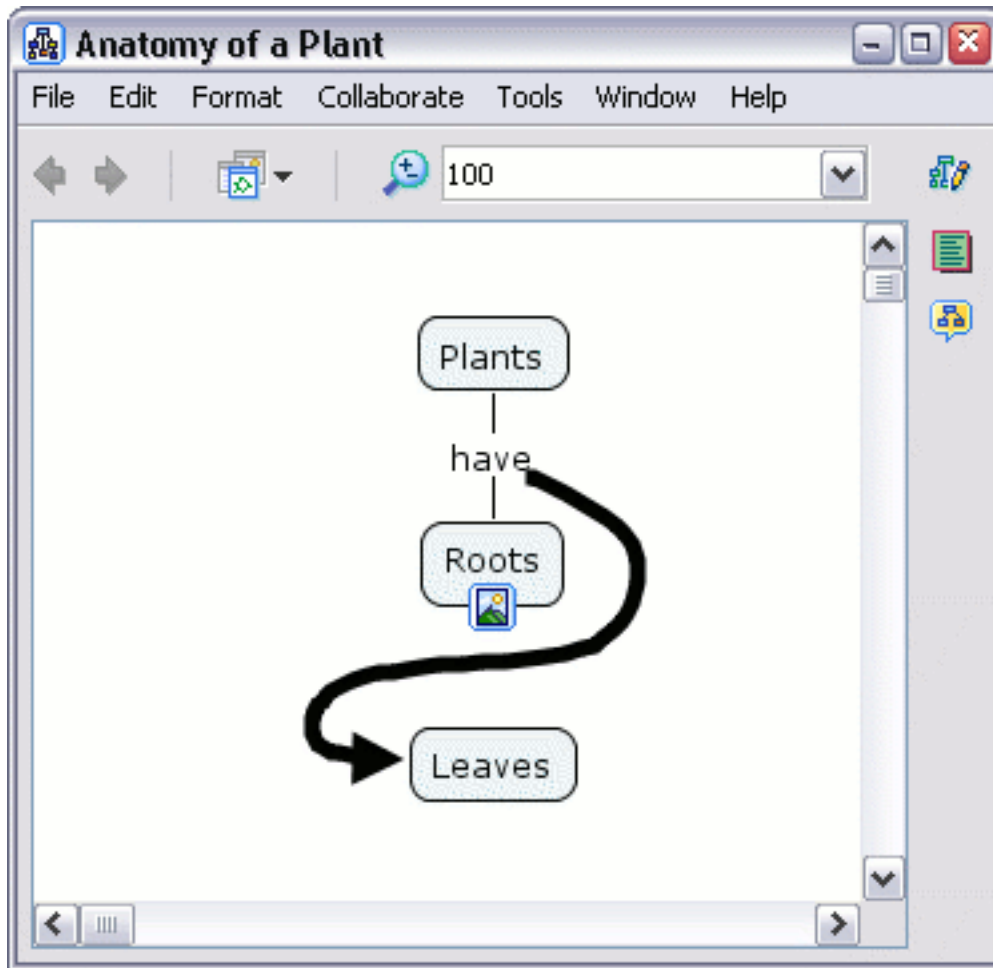 Anatomy of a Plant
File Edit Format Collaborate Tools Window Help
100
Plants
have
Roots
Leaves